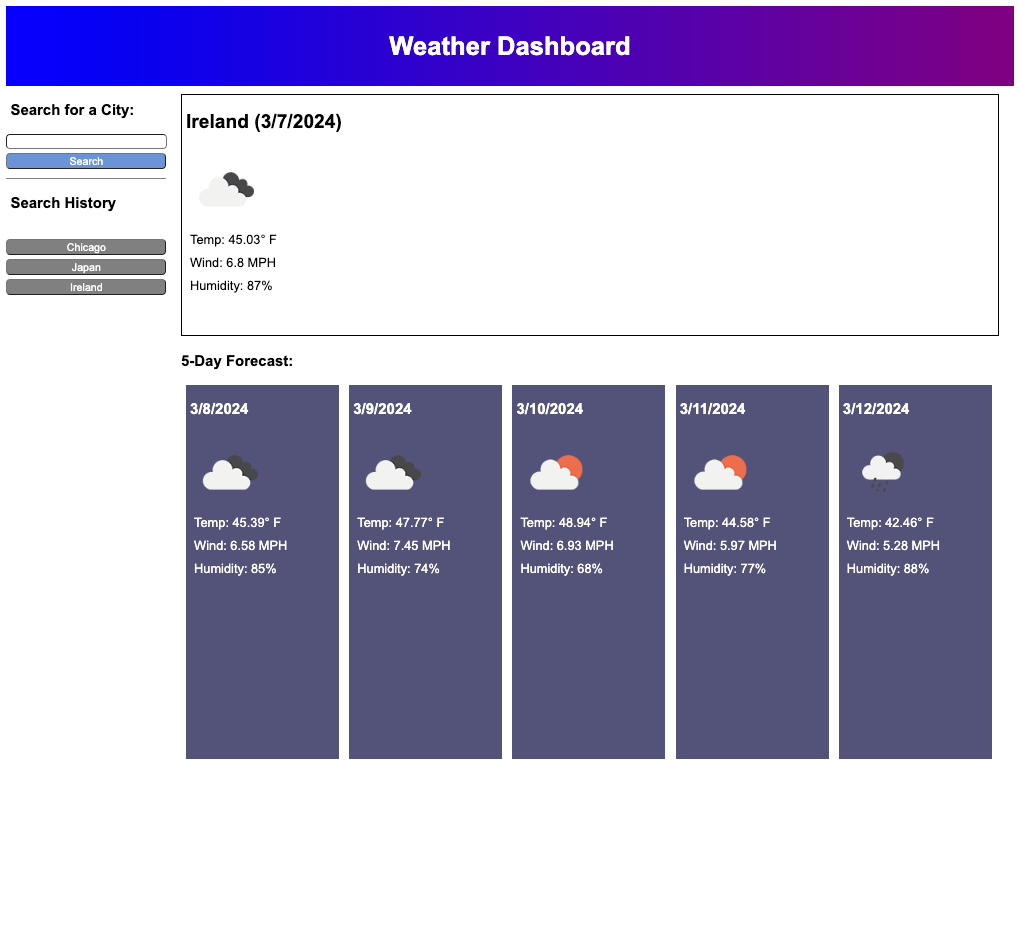 Weather Dashboard
Search for a City:
Search
Search History
Chicago
Japan
Ireland
Ireland (3/7/2024)
Temp: 45.03° F
Wind: 6.8 MPH
Humidity: 87%
5-Day Forecast:
3/8/2024
Temp: 45.39° F
Wind: 6.58 MPH
Humidity: 85%
3/9/2024
Temp: 47.77° F
Wind: 7.45 MPH
Humidity: 74%
3/10/2024
Temp: 48.94° F
Wind: 6.93 MPH
Humidity: 68%
3/11/2024
Temp: 44.58° F
Wind: 5.97 MPH
Humidity: 77%
3/12/2024
Temp: 42.46° F
Wind: 5.28 MPH
Humidity: 88%